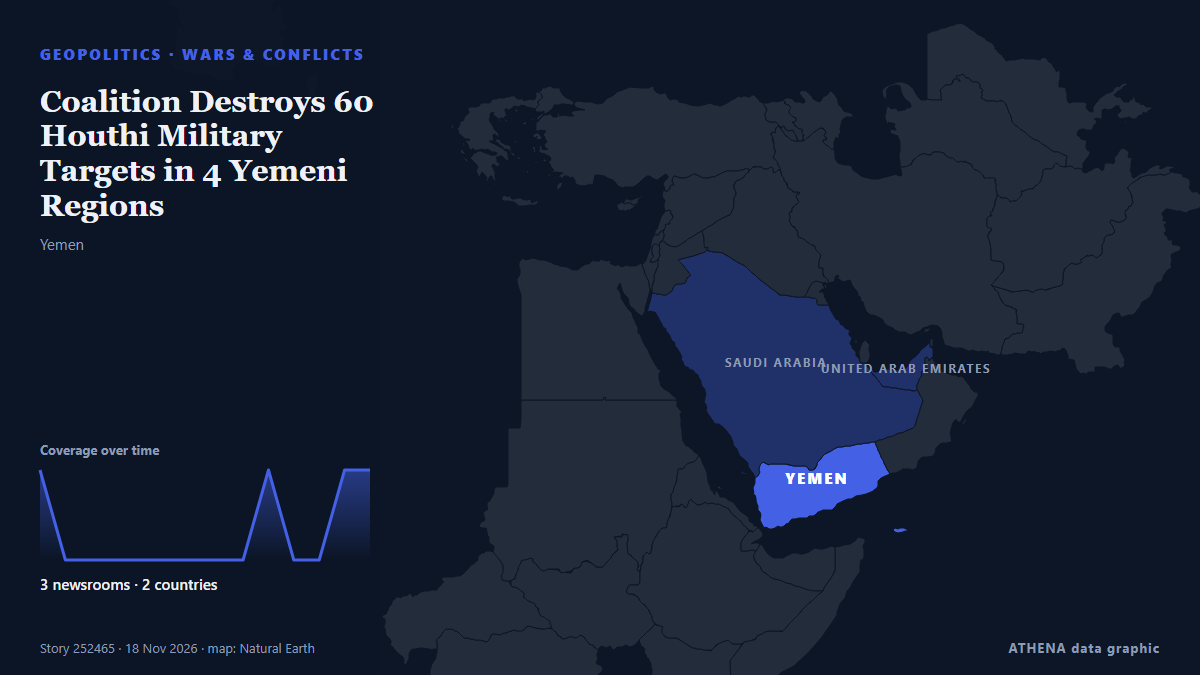 GEOPOLITICS · WARS & CONFLICTS
Coalition Destroys 60
Houthi Military
Targets in 4 Yemeni
Regions
Yemen
SAUDI ARABIA
UNITED ARAB EMIRATES
YEMEN
Coverage over time
3 newsrooms · 2 countries
Story 252465 · 18 Nov 2026 · map: Natural Earth
ATHENA data graphic